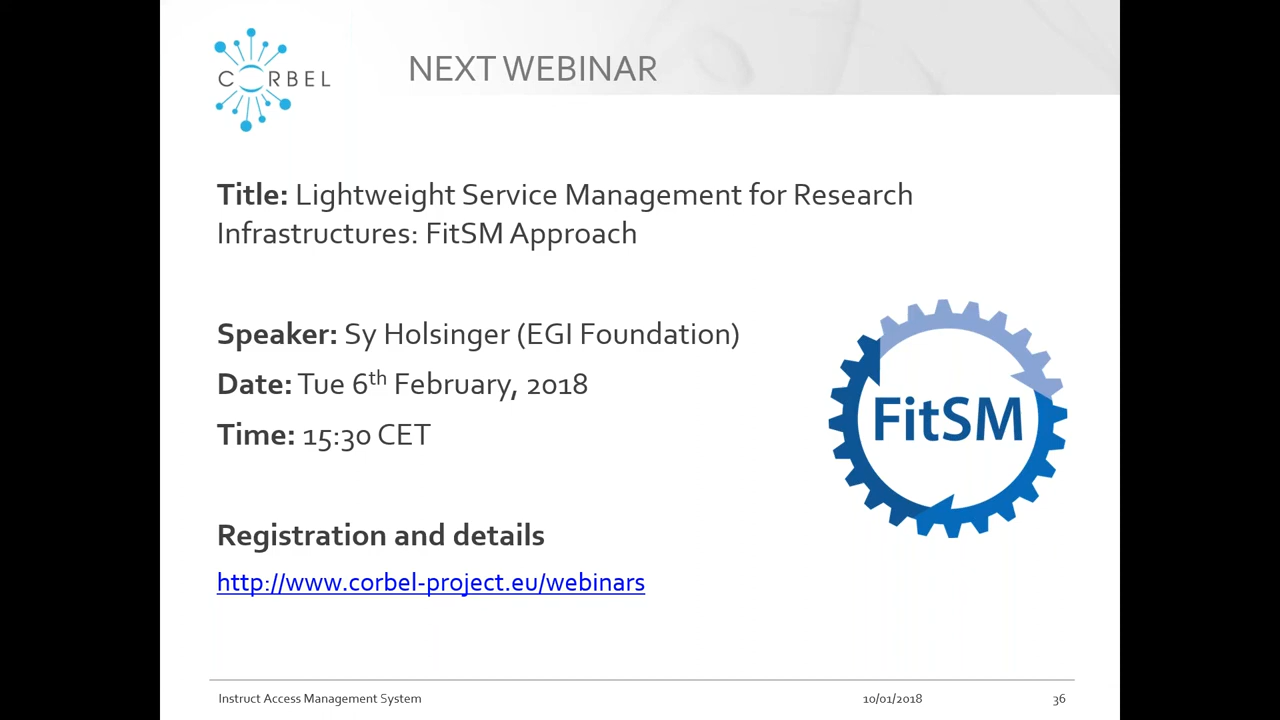 CORBEL
NEXT WEBINAR
Title: Lightweight Service Management for Research
Infrastructures: FitSM Approach
Speaker: Sy Holsinger (EGI Foundation)
Date: Tue 6th February, 2018
Time: 15:30 CET
FitSM
Registration and details
http://www.corbel-project.eu/webinars
Instruct Access Management System
10/01/2018
36